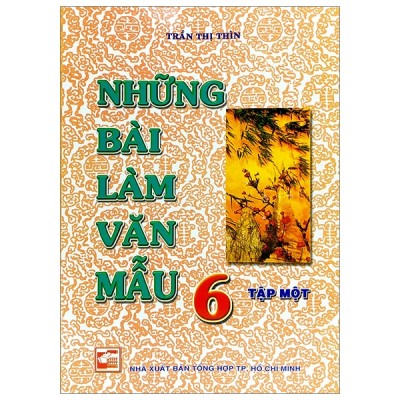 TRẦN THỊ THÌN
NHỮNG
BÀI
LÀM
VĂN
MẪU 6
TẬP MỘT
NHÀ XUẤT BẢN TỔNG HỢP TP. HỒ CHÍ MINH